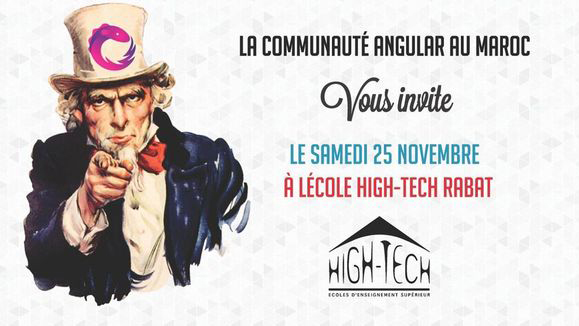 LA COMMUNAUTÉ ANGULAR AU MAROC
Vous invite
LE SAMEDI 25 NOVEMBRE
À LÉCOLE HIGH-TECH RABAT
HIGH-TECH
ECOLES D'ENSEIGNEMENT SUPÉRIEUR